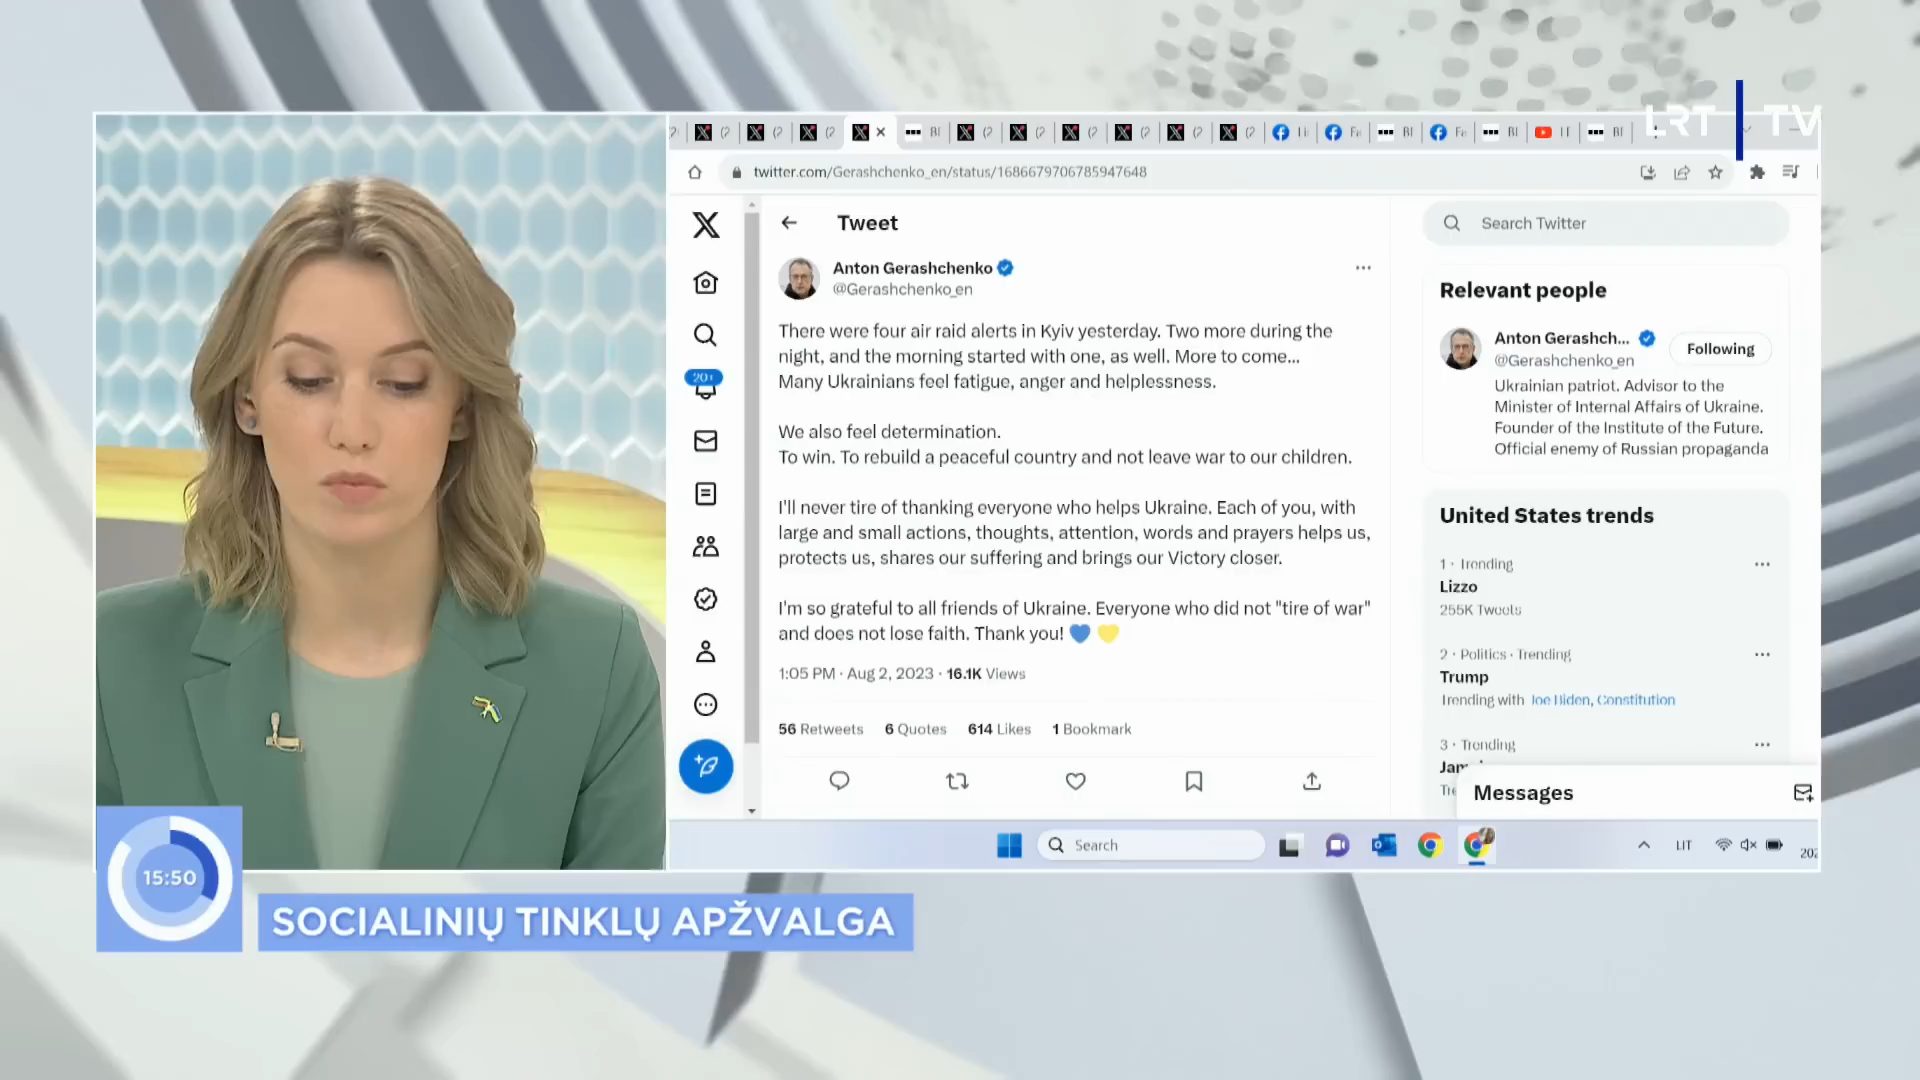 LRT TV
twitter.com/Gerashchenko_en/status/1686679706785947648
Tweet
Anton Gerashchenko
@Gerashchenko_en
There were four air raid alerts in Kyiv yesterday. Two more during the
night, and the morning started with one, as well. More to come...
Many Ukrainians feel fatigue, anger and helplessness.
We also feel determination.
To win. To rebuild a peaceful country and not leave war to our children.
I'll never tire of thanking everyone who helps Ukraine. Each of you, with
large and small actions, thoughts, attention, words and prayers helps us,
protects us, shares our suffering and brings our Victory closer.
I'm so grateful to all friends of Ukraine. Everyone who did not "tire of war"
and does not lose faith. Thank you! 💙 💛
1:05 PM · Aug 2, 2023 · 16.1K Views
56 Retweets 6 Quotes 614 Likes 1 Bookmark
20+
Search Twitter
Relevant people
Anton Gerashch...
@Gerashchenko_en
Following
Ukrainian patriot. Advisor to the
Minister of Internal Affairs of Ukraine.
Founder of the Institute of the Future.
Official enemy of Russian propaganda
United States trends
1 · Trending
Lizzo
255K Tweets
2 · Politics · Trending
Trump
Trending with Joe Biden, Constitution
3 · Trending
Messages
Search
LIT
15:50
SOCIALINIŲ TINKLŲ APŽVALGA